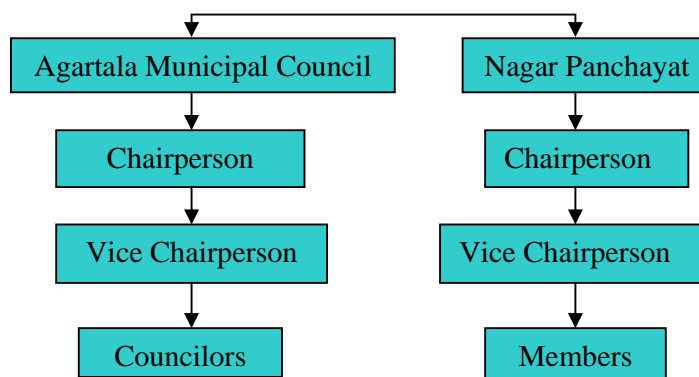 Agartala Municipal Council
Nagar Panchayat
Chairperson
Chairperson
Vice Chairperson
Vice Chairperson
Councilors
Members